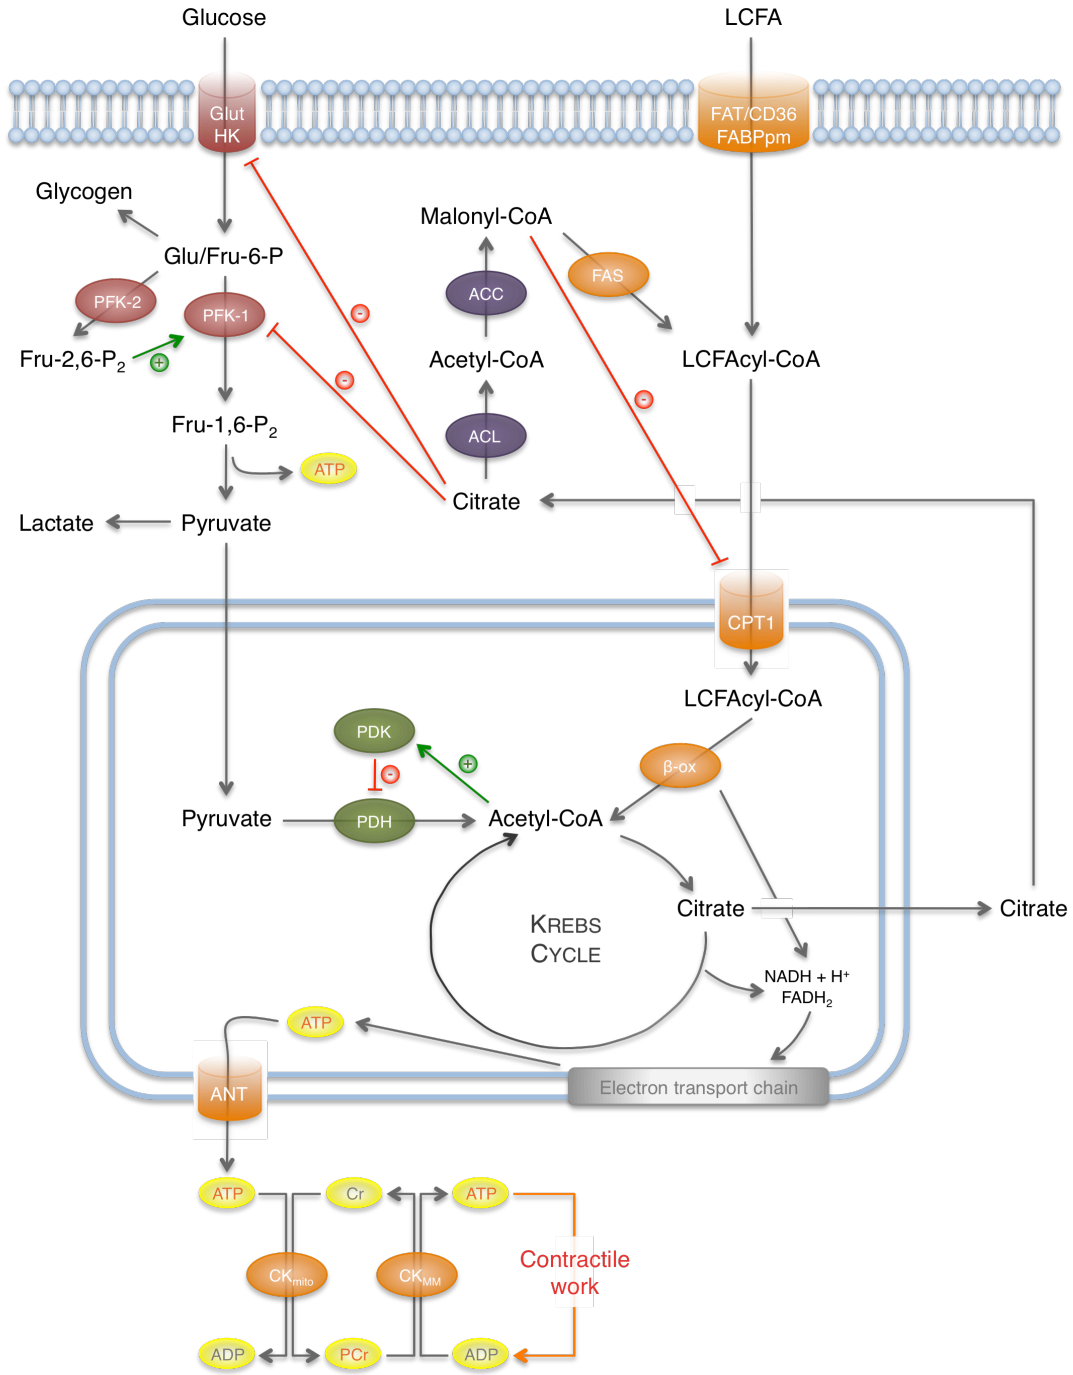 Glucose
LCFA
Glut
HK
FAT/CD36
FABPpm
Glycogen
Malonyl-CoA
Glu/Fru-6-P
FAS
PFK-2
ACC
PFK-1
-
Fru-2,6-P2
+
Acetyl-CoA
LCFAcyl-CoA
-
-
Fru-1,6-P2
ACL
ATP
Citrate
Lactate
Pyruvate
CPT1
LCFAcyl-CoA
PDK
+
β-ox
-
Pyruvate
PDH
Acetyl-CoA
Citrate
Citrate
KREBS
CYCLE
NADH + H+
FADH2
ATP
Electron transport chain
ANT
ATP
Cr
ATP
Contractile
work
CKmito
CKMM
ADP
PCr
ADP